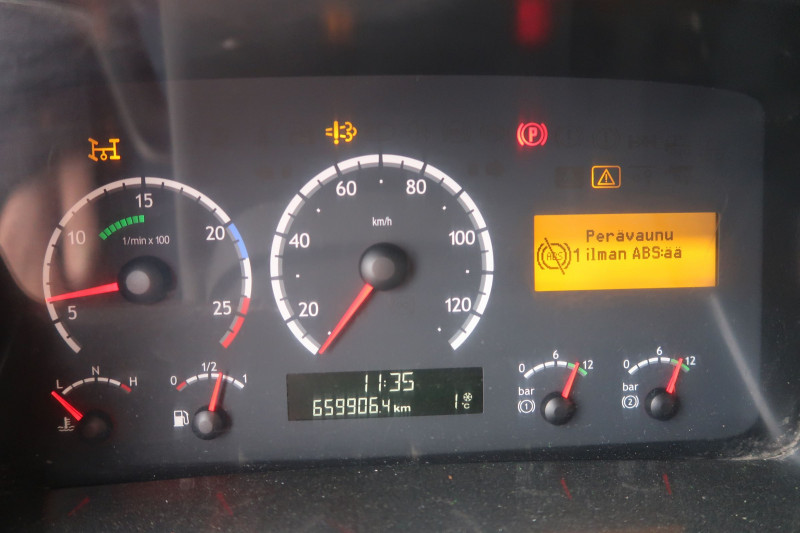 P
5
10
15
20
25
1/min x 100
20
40
60
80
100
120
km/h
Perävaunu
ABS 1 ilman ABS:ää
L N H
0 1/2 1
11:35
659906.4 km 1 °C
0 6 12
bar
1
0 6 12
bar
2